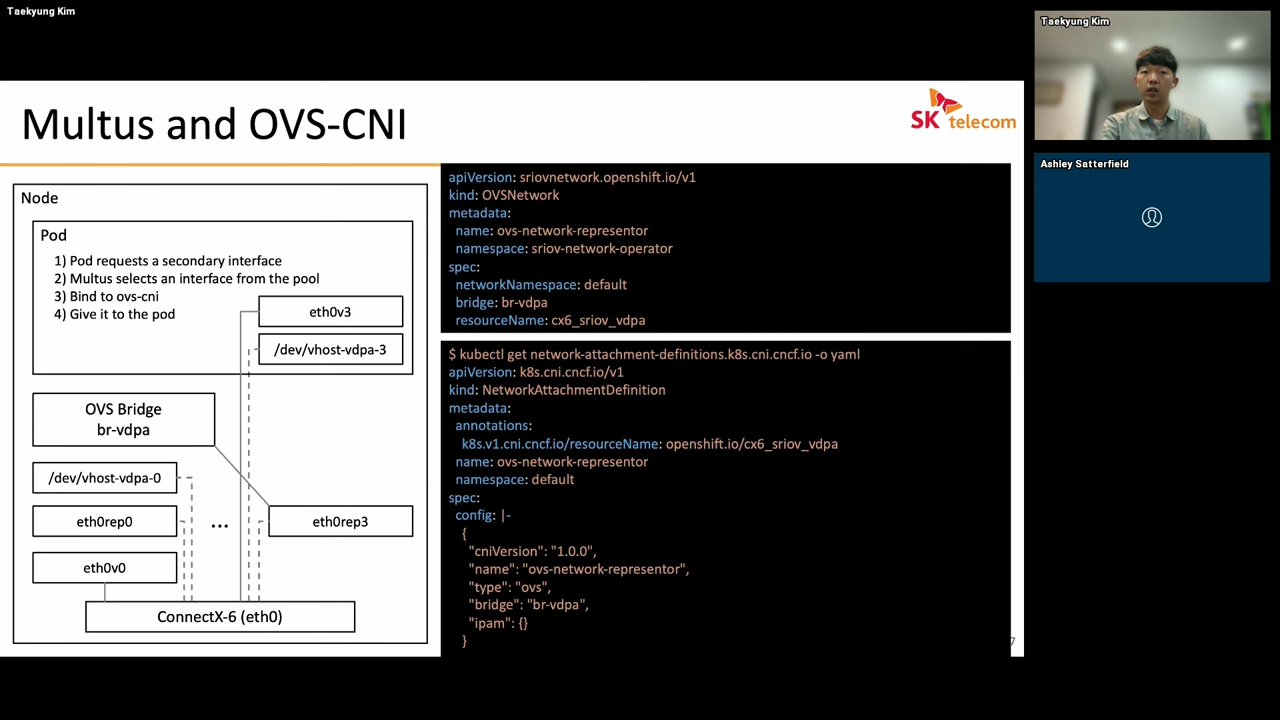 Taekyung Kim
Taekyung Kim
Ashley Satterfield
Multus and OVS-CNI
SK telecom
Node
Pod
1) Pod requests a secondary interface
2) Multus selects an interface from the pool
3) Bind to ovs-cni
4) Give it to the pod
eth0v3
/dev/vhost-vdpa-3
OVS Bridge
br-vdpa
/dev/vhost-vdpa-0
eth0rep0
...
eth0rep3
eth0v0
ConnectX-6 (eth0)
apiVersion: sriovnetwork.openshift.io/v1
kind: OVSNetwork
metadata:
  name: ovs-network-representor
  namespace: sriov-network-operator
spec:
  networkNamespace: default
  bridge: br-vdpa
  resourceName: cx6_sriov_vdpa
$ kubectl get network-attachment-definitions.k8s.cni.cncf.io -o yaml
apiVersion: k8s.cni.cncf.io/v1
kind: NetworkAttachmentDefinition
metadata:
  annotations:
    k8s.v1.cni.cncf.io/resourceName: openshift.io/cx6_sriov_vdpa
  name: ovs-network-representor
  namespace: default
spec:
  config: |-
    {
      "cniVersion": "1.0.0",
      "name": "ovs-network-representor",
      "type": "ovs",
      "bridge": "br-vdpa",
      "ipam": {}
    }